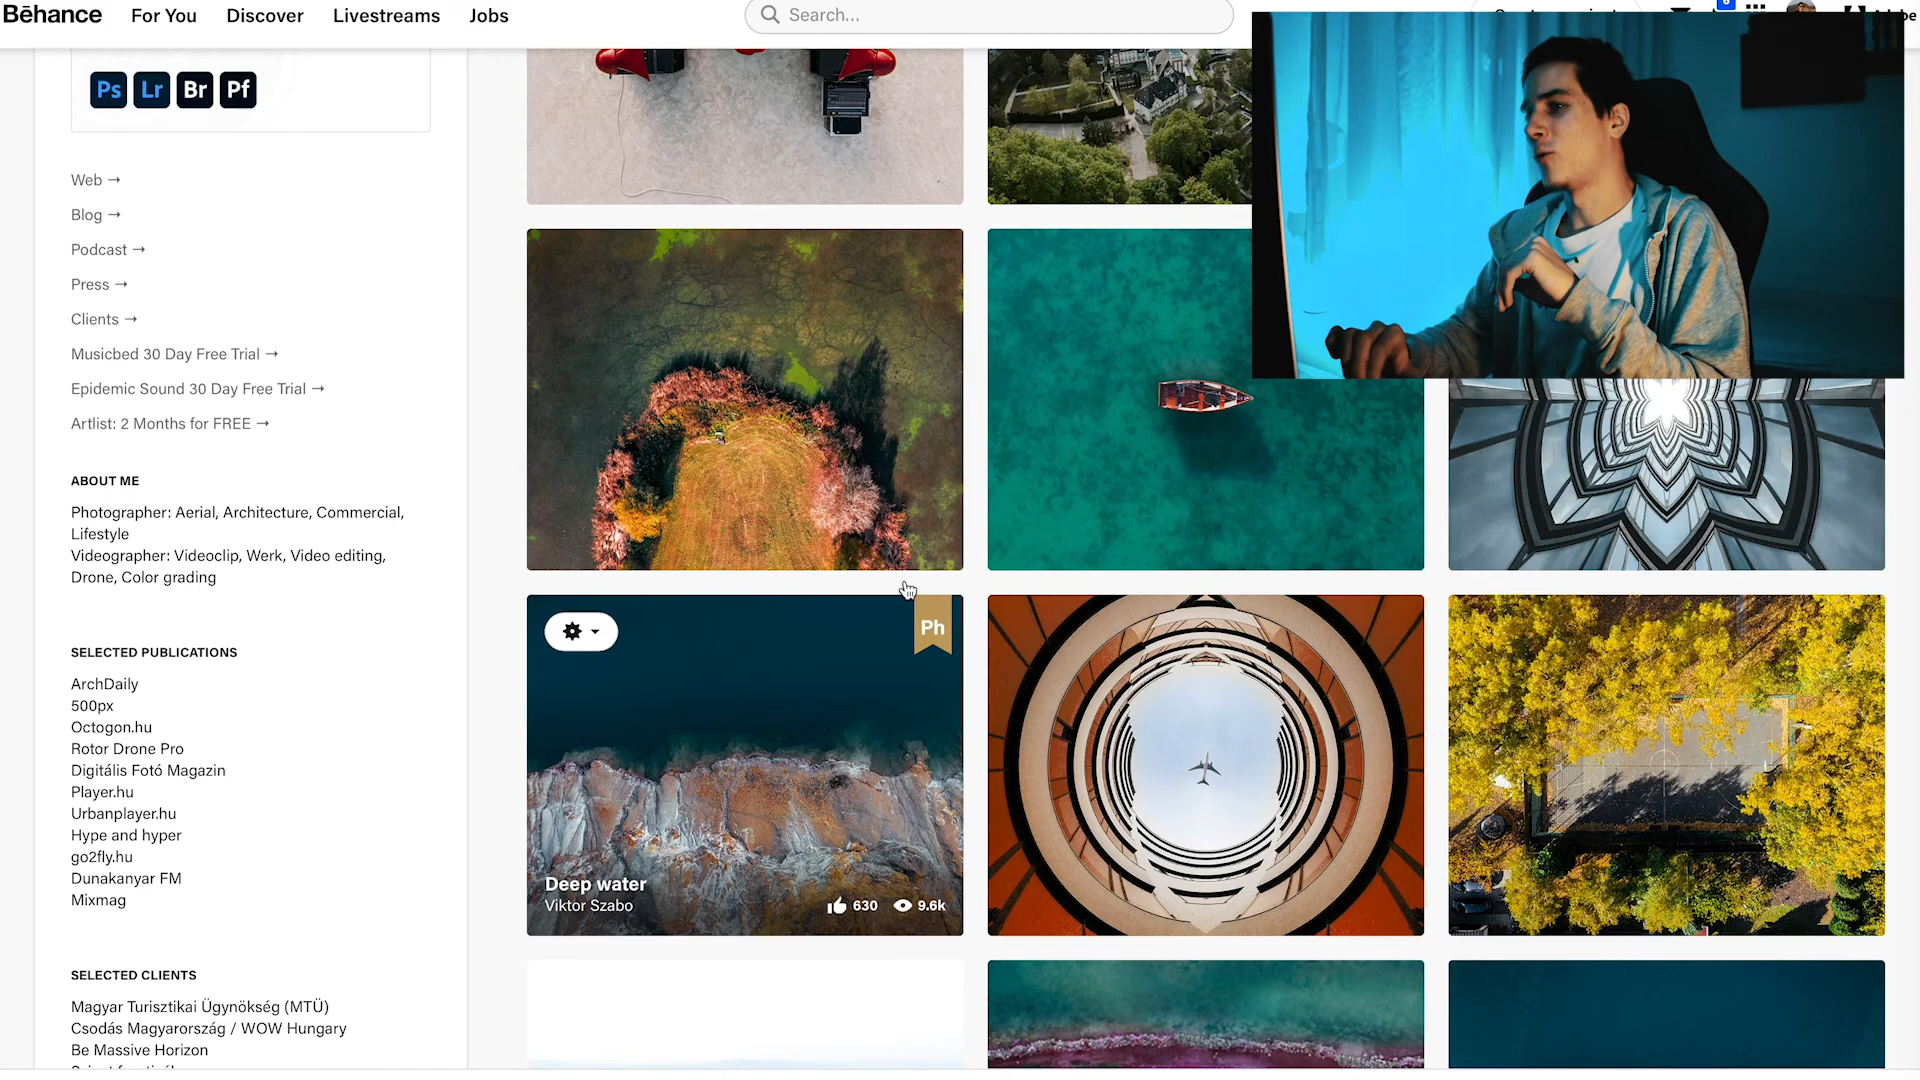 Bēhance
For You
Discover
Livestreams
Jobs
Search...
Ps
Lr
Br
Pf
Web →
Blog →
Podcast →
Press →
Clients →
Musicbed 30 Day Free Trial →
Epidemic Sound 30 Day Free Trial →
Artlist: 2 Months for FREE →
ABOUT ME
Photographer: Aerial, Architecture, Commercial,
Lifestyle
Videographer: Videoclip, Werk, Video editing,
Drone, Color grading
SELECTED PUBLICATIONS
ArchDaily
500px
Octogon.hu
Rotor Drone Pro
Digitális Fotó Magazin
Player.hu
Urbanplayer.hu
Hype and hyper
go2fly.hu
Dunakanyar FM
Mixmag
SELECTED CLIENTS
Magyar Turisztikai Ügynökség (MTÜ)
Csodás Magyarország / WOW Hungary
Be Massive Horizon
Ph
Deep water
Viktor Szabo
630
9.6k